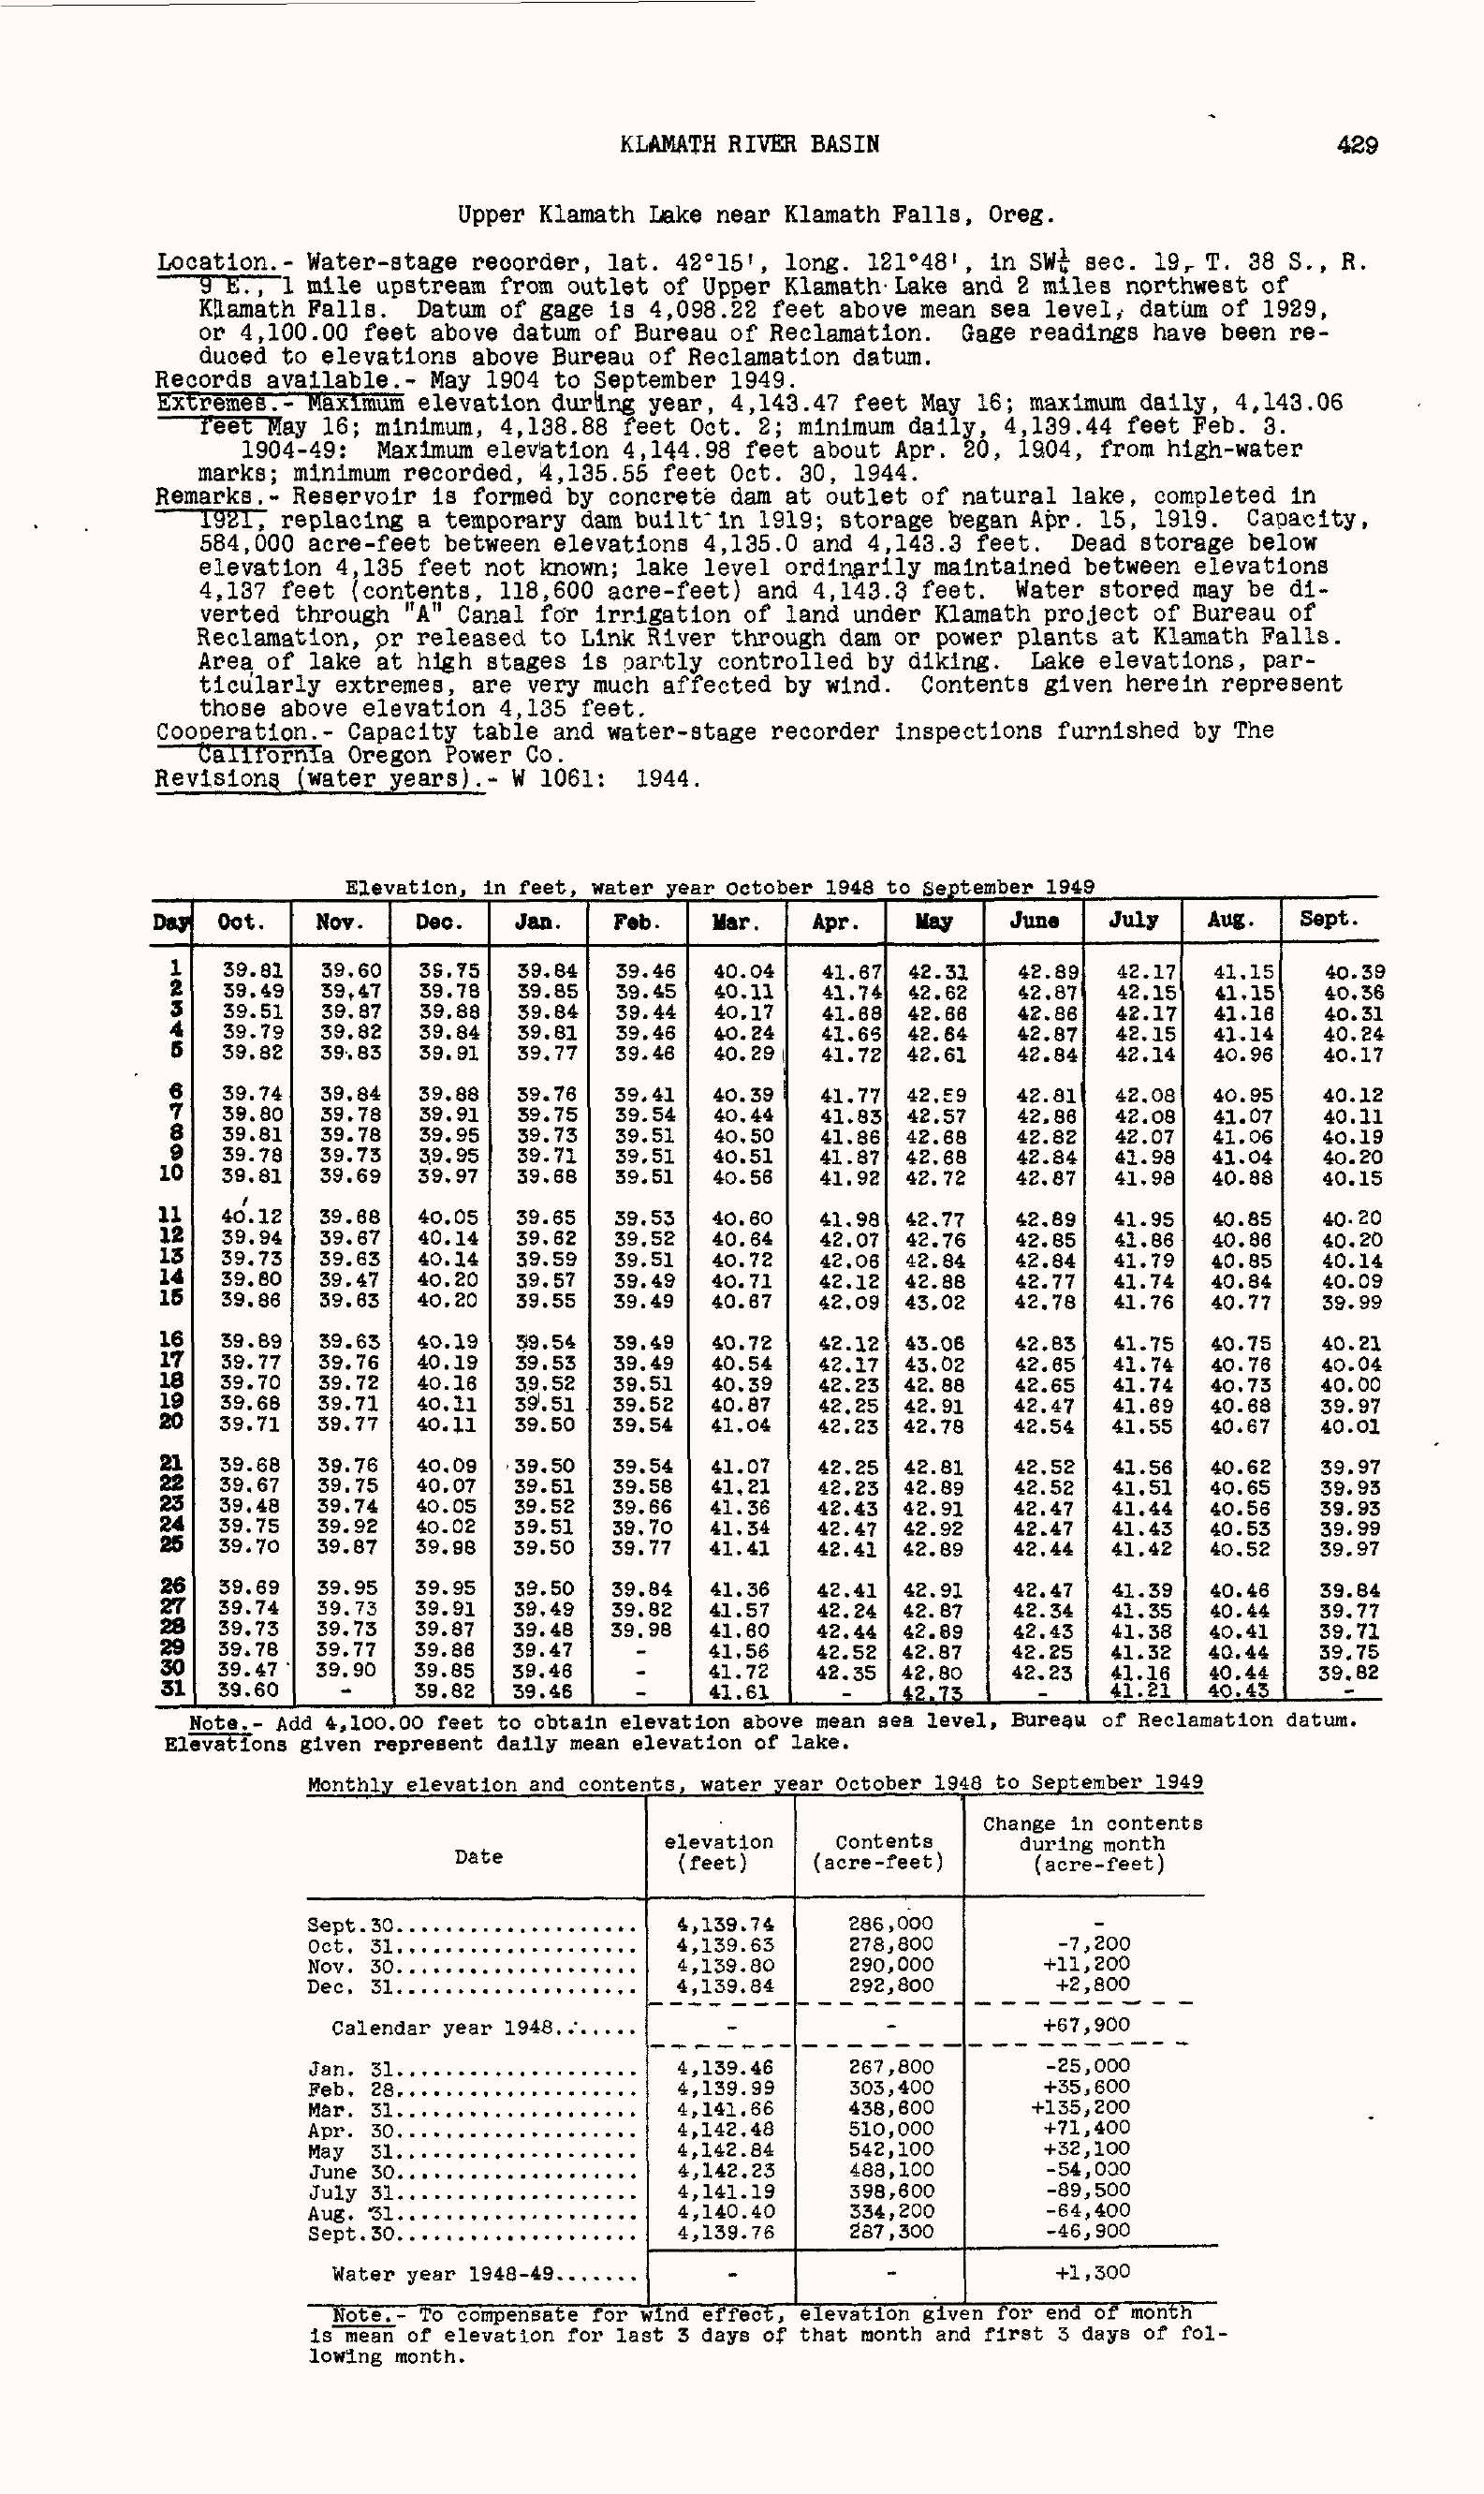 KLAMATH RIVER BASIN 429
Upper Klamath Lake near Klamath Falls, Oreg.
Location.- Water-stage recorder, lat. 42°15', long. 121°48', in SW¼ sec. 19, T. 38 S., R.
9 E., 1 mile upstream from outlet of Upper Klamath Lake and 2 miles northwest of
Klamath Falls. Datum of gage is 4,098.22 feet above mean sea level, datum of 1929,
or 4,100.00 feet above datum of Bureau of Reclamation. Gage readings have been re-
duced to elevations above Bureau of Reclamation datum.
Records available.- May 1904 to September 1949.
Extremes.- Maximum elevation during year, 4,143.47 feet May 16; maximum daily, 4,143.06
feet May 16; minimum, 4,138.88 feet Oct. 2; minimum daily, 4,139.44 feet Feb. 3.
1904-49: Maximum elevation 4,144.98 feet about Apr. 20, 1904, from high-water
marks; minimum recorded, 4,135.55 feet Oct. 30, 1944.
Remarks.- Reservoir is formed by concrete dam at outlet of natural lake, completed in
1921, replacing a temporary dam built in 1919; storage began Apr. 15, 1919. Capacity,
584,000 acre-feet between elevations 4,135.0 and 4,143.3 feet. Dead storage below
elevation 4,135 feet not known; lake level ordinarily maintained between elevations
4,137 feet (contents, 118,600 acre-feet) and 4,143.3 feet. Water stored may be di-
verted through "A" Canal for irrigation of land under Klamath project of Bureau of
Reclamation, or released to Link River through dam or power plants at Klamath Falls.
Area of lake at high stages is partly controlled by diking. Lake elevations, par-
ticularly extremes, are very much affected by wind. Contents given herein represent
those above elevation 4,135 feet.
Cooperation.- Capacity table and water-stage recorder inspections furnished by The
California Oregon Power Co.
Revisions (water years).- W 1061: 1944.
Elevation, in feet, water year October 1948 to September 1949
Day Oct. Nov. Dec. Jan. Feb. Mar. Apr. May June July Aug. Sept.
1 39.81 39.60 39.75 39.84 39.46 40.04 41.67 42.31 42.89 42.17 41.15 40.39
2 39.49 39.47 39.78 39.85 39.45 40.11 41.74 42.62 42.87 42.15 41.15 40.36
3 39.51 39.87 39.88 39.84 39.44 40.17 41.68 42.66 42.86 42.17 41.16 40.31
4 39.79 39.82 39.84 39.81 39.46 40.24 41.65 42.64 42.87 42.15 41.14 40.24
5 39.82 39.83 39.91 39.77 39.46 40.29 41.72 42.61 42.84 42.14 40.96 40.17
6 39.74 39.84 39.88 39.76 39.41 40.39 41.77 42.59 42.81 42.08 40.95 40.12
7 39.80 39.78 39.91 39.75 39.54 40.44 41.83 42.57 42.86 42.08 41.07 40.11
8 39.81 39.78 39.95 39.73 39.51 40.50 41.86 42.68 42.82 42.07 41.06 40.19
9 39.78 39.73 39.95 39.71 39.51 40.51 41.87 42.68 42.84 41.98 41.04 40.20
10 39.81 39.69 39.97 39.68 39.51 40.56 41.92 42.72 42.87 41.98 40.88 40.15
11 40.12 39.68 40.05 39.65 39.53 40.60 41.98 42.77 42.89 41.95 40.85 40.20
12 39.94 39.67 40.14 39.62 39.52 40.64 42.07 42.76 42.85 41.86 40.86 40.20
13 39.73 39.63 40.14 39.59 39.51 40.72 42.06 42.84 42.84 41.79 40.85 40.14
14 39.80 39.47 40.20 39.57 39.49 40.71 42.12 42.88 42.77 41.74 40.84 40.09
15 39.86 39.63 40.20 39.55 39.49 40.67 42.09 43.02 42.78 41.76 40.77 39.99
16 39.89 39.63 40.19 39.54 39.49 40.72 42.12 43.06 42.83 41.75 40.75 40.21
17 39.77 39.76 40.19 39.53 39.49 40.54 42.17 43.02 42.65 41.74 40.76 40.04
18 39.70 39.72 40.16 39.52 39.51 40.39 42.23 42.88 42.65 41.74 40.73 40.00
19 39.68 39.71 40.11 39.51 39.52 40.87 42.25 42.91 42.47 41.69 40.68 39.97
20 39.71 39.77 40.11 39.50 39.54 41.04 42.23 42.78 42.54 41.55 40.67 40.01
21 39.68 39.76 40.09 39.50 39.54 41.07 42.25 42.81 42.52 41.56 40.62 39.97
22 39.67 39.75 40.07 39.51 39.58 41.21 42.23 42.89 42.52 41.51 40.65 39.93
23 39.48 39.74 40.05 39.52 39.66 41.36 42.43 42.91 42.47 41.44 40.56 39.93
24 39.75 39.92 40.02 39.51 39.70 41.34 42.47 42.92 42.47 41.43 40.53 39.99
25 39.70 39.87 39.98 39.50 39.77 41.41 42.41 42.89 42.44 41.42 40.52 39.97
26 39.69 39.95 39.95 39.50 39.84 41.36 42.41 42.91 42.47 41.39 40.46 39.84
27 39.74 39.73 39.91 39.49 39.82 41.57 42.24 42.87 42.34 41.35 40.44 39.77
28 39.73 39.73 39.87 39.48 39.98 41.60 42.44 42.89 42.43 41.38 40.41 39.71
29 39.78 39.77 39.86 39.47 - 41.56 42.52 42.87 42.25 41.32 40.44 39.75
30 39.47 39.90 39.85 39.46 - 41.72 42.35 42.80 42.23 41.16 40.44 39.82
31 39.60 - 39.82 39.46 - 41.61 - 42.73 - 41.21 40.43 -
Note.- Add 4,100.00 feet to obtain elevation above mean sea level, Bureau of Reclamation datum.
Elevations given represent daily mean elevation of lake.
Monthly elevation and contents, water year October 1948 to September 1949
Date elevation (feet) Contents (acre-feet) Change in contents during month (acre-feet)
Sept.30.................... 4,139.74 286,000 -
Oct. 31.................... 4,139.63 278,800 -7,200
Nov. 30.................... 4,139.80 290,000 +11,200
Dec. 31.................... 4,139.84 292,800 +2,800
Calendar year 1948........ - - +67,900
Jan. 31.................... 4,139.46 267,800 -25,000
Feb. 28.................... 4,139.99 303,400 +35,600
Mar. 31.................... 4,141.66 438,600 +135,200
Apr. 30.................... 4,142.48 510,000 +71,400
May 31.................... 4,142.84 542,100 +32,100
June 30.................... 4,142.23 488,100 -54,000
July 31.................... 4,141.19 398,600 -89,500
Aug. 31.................... 4,140.40 334,200 -64,400
Sept.30.................... 4,139.76 287,300 -46,900
Water year 1948-49....... - - +1,300
Note.- To compensate for wind effect, elevation given for end of month
is mean of elevation for last 3 days of that month and first 3 days of fol-
lowing month.